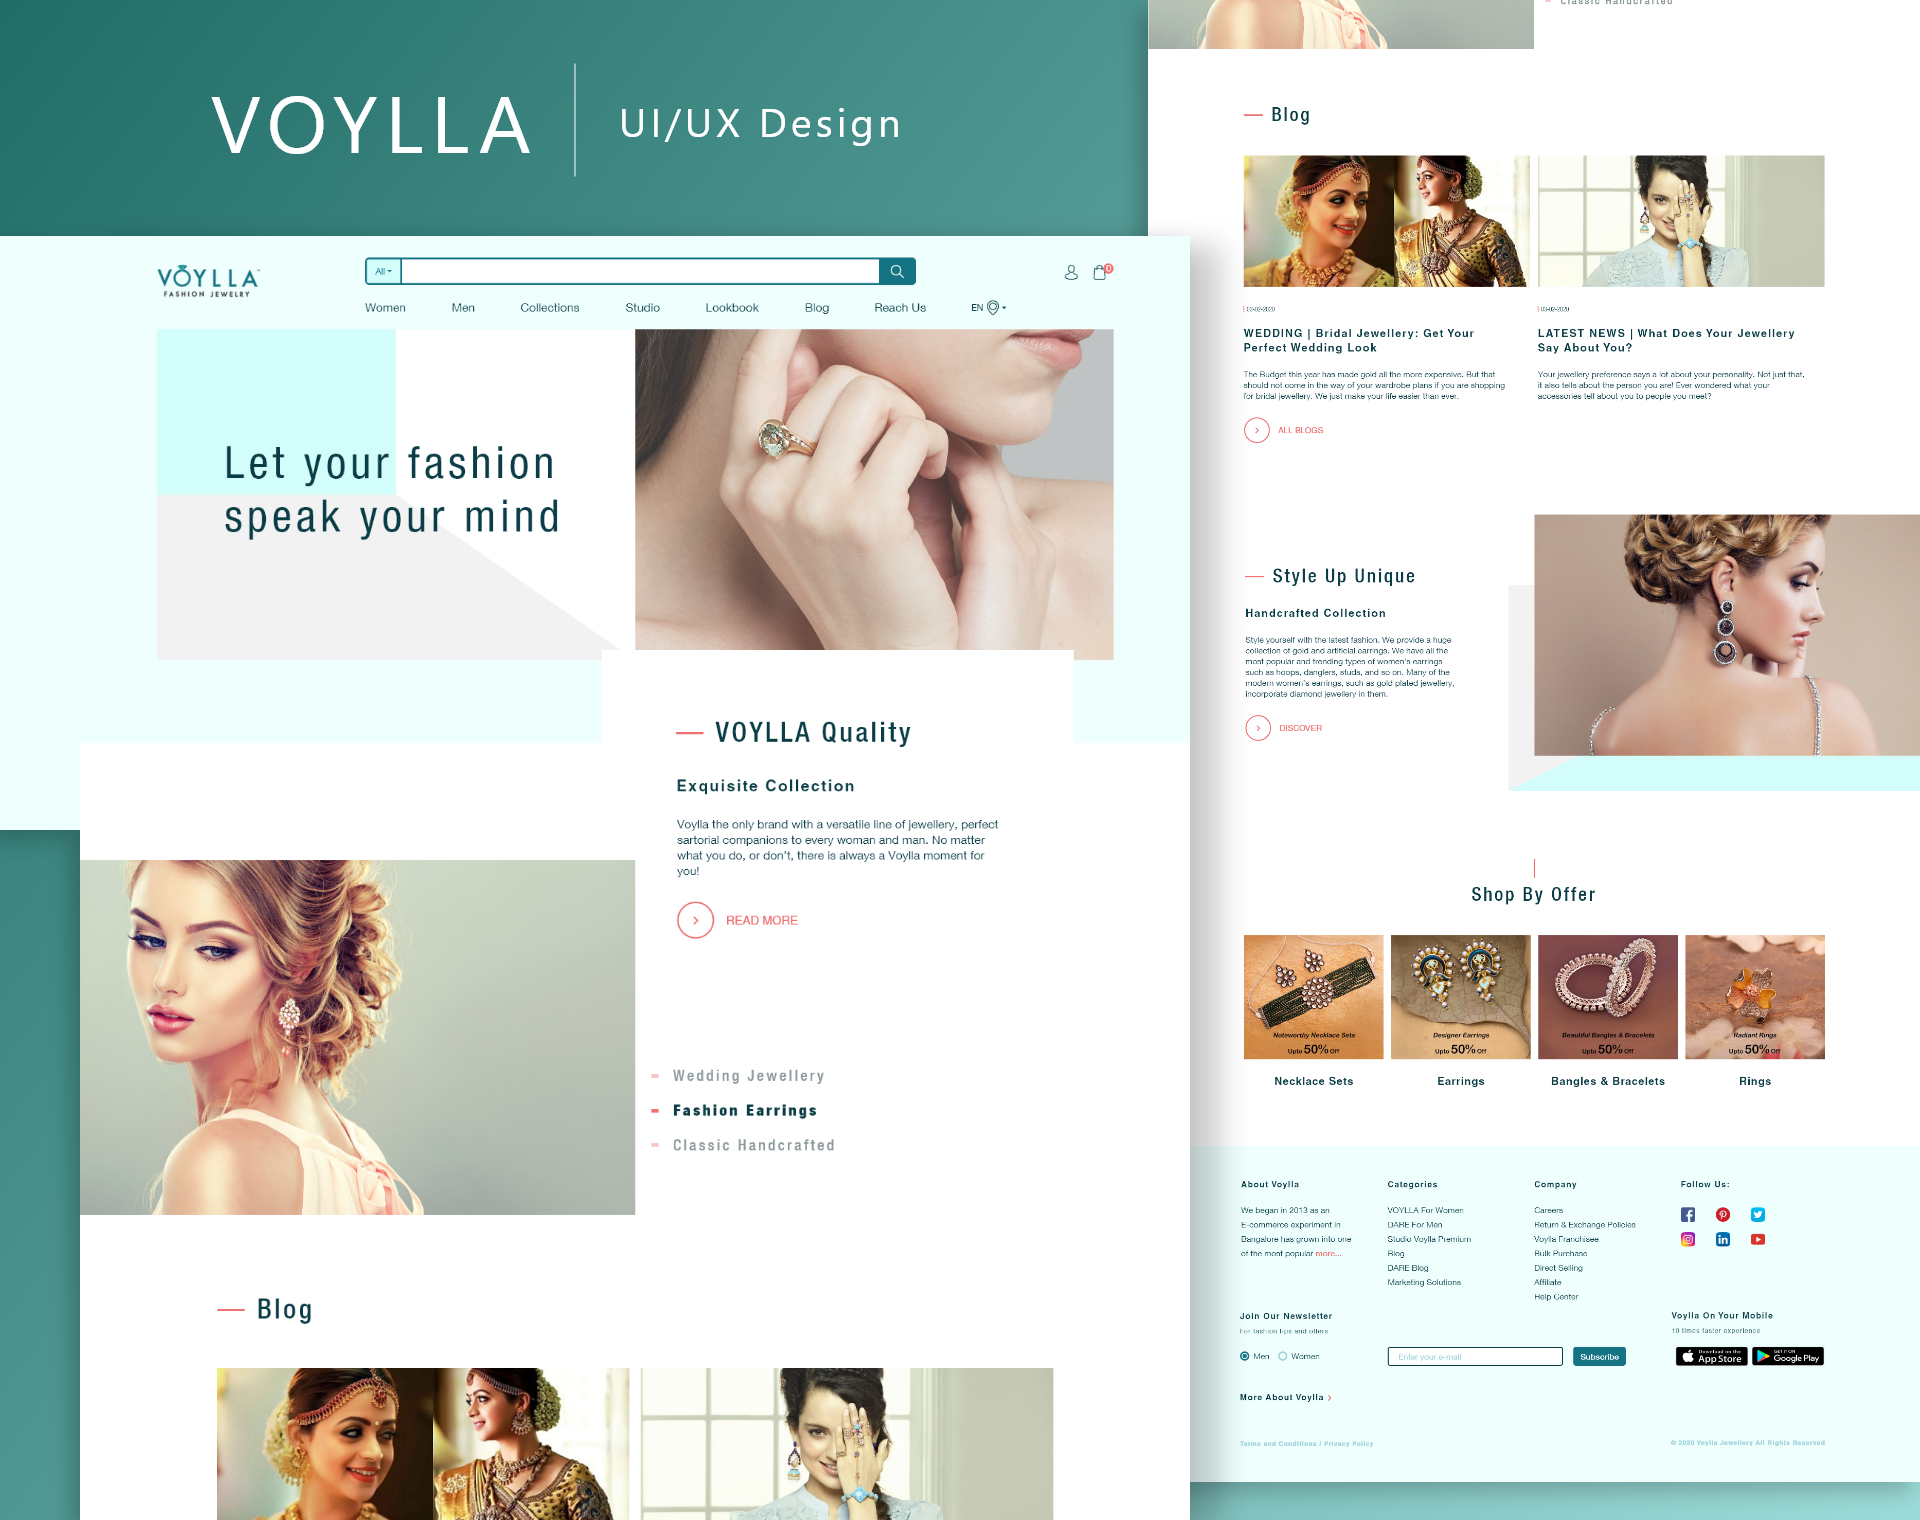 VOYLLA
UI/UX Design
VOYLLA
FASHION JEWELRY
All
0
Women
Men
Collections
Studio
Lookbook
Blog
Reach Us
EN
Let your fashion
speak your mind
VOYLLA Quality
Exquisite Collection
Voylla the only brand with a versatile line of jewellery, perfect
sartorial companions to every woman and man. No matter
what you do, or don't, there is always a Voylla moment for
you!
READ MORE
Wedding Jewellery
Fashion Earrings
Classic Handcrafted
Blog
Classic Handcrafted
Blog
WEDDING | Bridal Jewellery: Get Your
Perfect Wedding Look
The Budget this year has made gold all the more expensive. But that
should not come in the way of your wardrobe plans if you are shopping
for bridal jewellery. We just make your life easier than ever.
LATEST NEWS | What Does Your Jewellery
Say About You?
Your jewellery preference says a lot about your personality. Not just that,
it also tells about the person you are! Ever wondered what your
accessories tell about you to people you meet?
ALL BLOGS
Style Up Unique
Handcrafted Collection
Style yourself with the latest fashion. We provide a huge
collection of gold and artificial earrings. We have all the
most popular and trending types of women's earrings
such as hoops, danglers, studs, and so on. Many of the
modern women's earrings, such as gold plated jewellery,
incorporate diamond jewellery in them.
DISCOVER
Shop By Offer
Noteworthy Necklace Sets
Upto 50% Off
Designer Earrings
Upto 50% Off
Beautiful Bangles & Bracelets
Upto 50% Off
Radiant Rings
Upto 50% Off
Necklace Sets
Earrings
Bangles & Bracelets
Rings
About Voylla
We began in 2013 as an
E-commerce experiment in
Bangalore has grown into one
of the most popular more...
Categories
VOYLLA For Women
DARE For Men
Studio Voylla Premium
Blog
DARE Blog
Marketing Solutions
Company
Careers
Return & Exchange Policies
Voylla Franchisee
Bulk Purchase
Direct Selling
Affiliate
Help Center
Follow Us:
Join Our Newsletter
For fashion tips and offers
Men
Women
Enter your e-mail
Subscribe
Voylla On Your Mobile
10 times faster experience
Download on the
App Store
GET IT ON
Google Play
More About Voylla
Terms and Conditions / Privacy Policy
© 2020 Voylla Jewellery All Rights Reserved